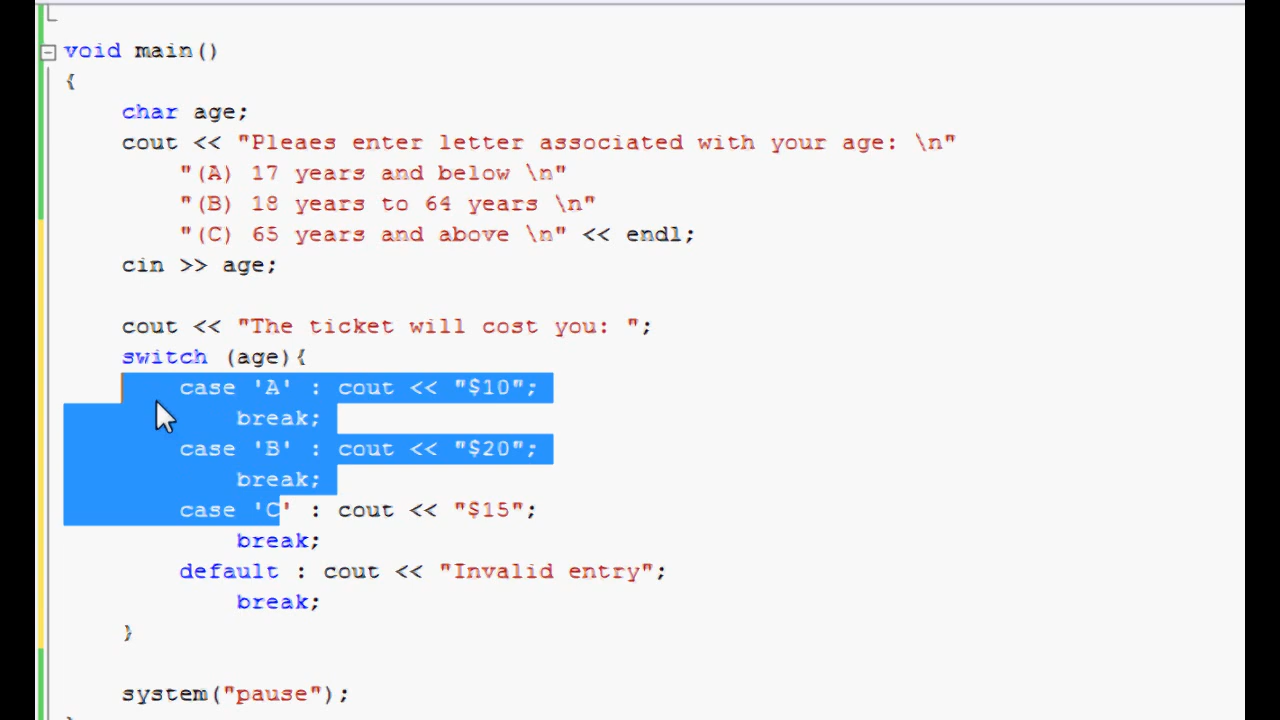 void main()
{
char age;
cout << "Pleaes enter letter associated with your age: \n"
"(A) 17 years and below \n"
"(B) 18 years to 64 years \n"
"(C) 65 years and above \n" << endl;
cin >> age;
cout << "The ticket will cost you: ";
switch (age){
case 'A' : cout << "$10";
break;
case 'B' : cout << "$20";
break;
case 'C' : cout << "$15";
break;
default : cout << "Invalid entry";
break;
}
system("pause");